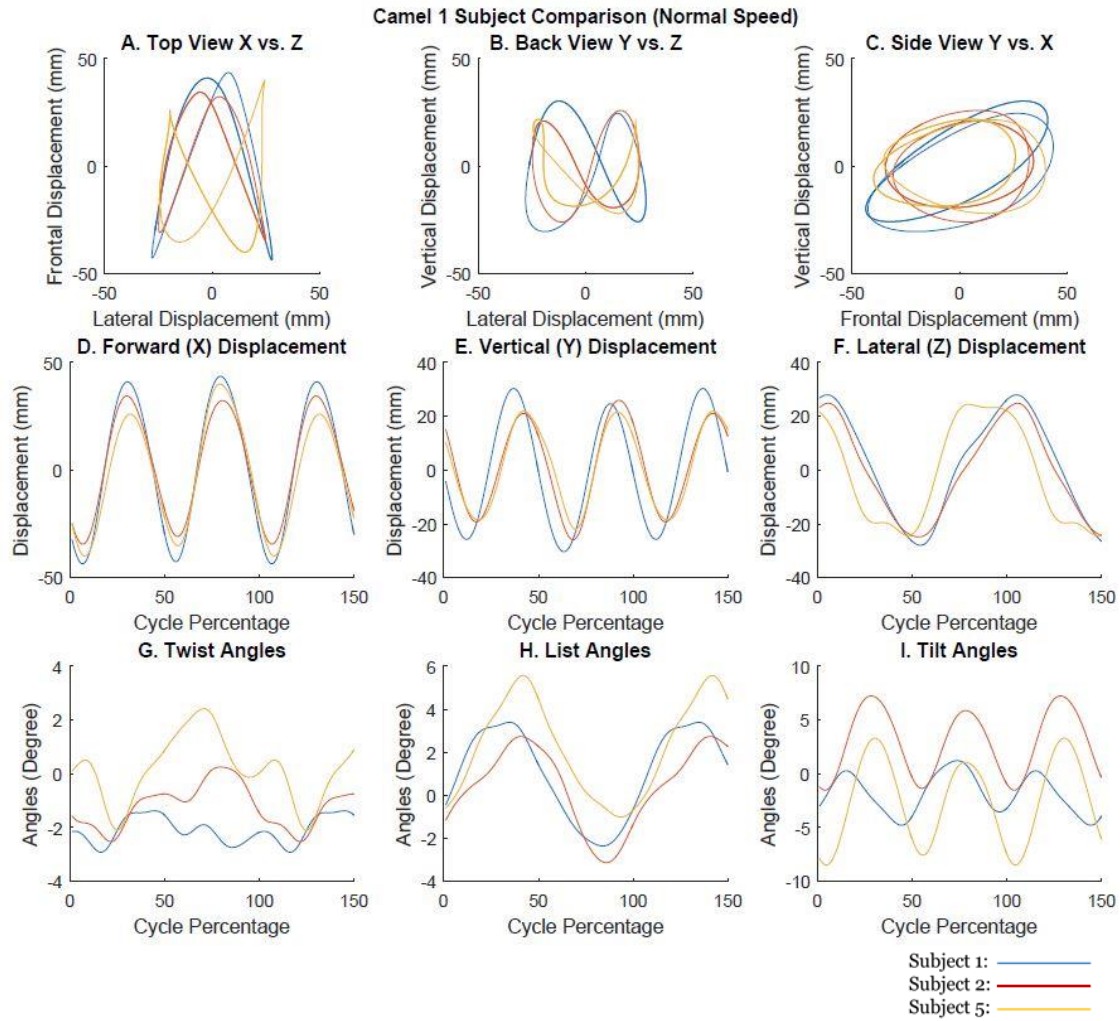 Camel 1 Subject Comparison (Normal Speed)
A. Top View X vs. Z
50
0
-50
-50
0
50
Frontal Displacement (mm)
Lateral Displacement (mm)
B. Back View Y vs. Z
50
0
-50
-50
0
50
Vertical Displacement (mm)
Lateral Displacement (mm)
C. Side View Y vs. X
50
0
-50
-50
0
50
Vertical Displacement (mm)
Frontal Displacement (mm)
D. Forward (X) Displacement
50
0
-50
0
50
100
150
Displacement (mm)
Cycle Percentage
E. Vertical (Y) Displacement
40
20
0
-20
-40
0
50
100
150
Displacement (mm)
Cycle Percentage
F. Lateral (Z) Displacement
40
20
0
-20
-40
0
50
100
150
Displacement (mm)
Cycle Percentage
G. Twist Angles
4
2
0
-2
-4
0
50
100
150
Angles (Degree)
Cycle Percentage
H. List Angles
6
4
2
0
-2
-4
0
50
100
150
Angles (Degree)
Cycle Percentage
I. Tilt Angles
10
5
0
-5
-10
0
50
100
150
Angles (Degree)
Cycle Percentage
Subject 1:
Subject 2:
Subject 5: